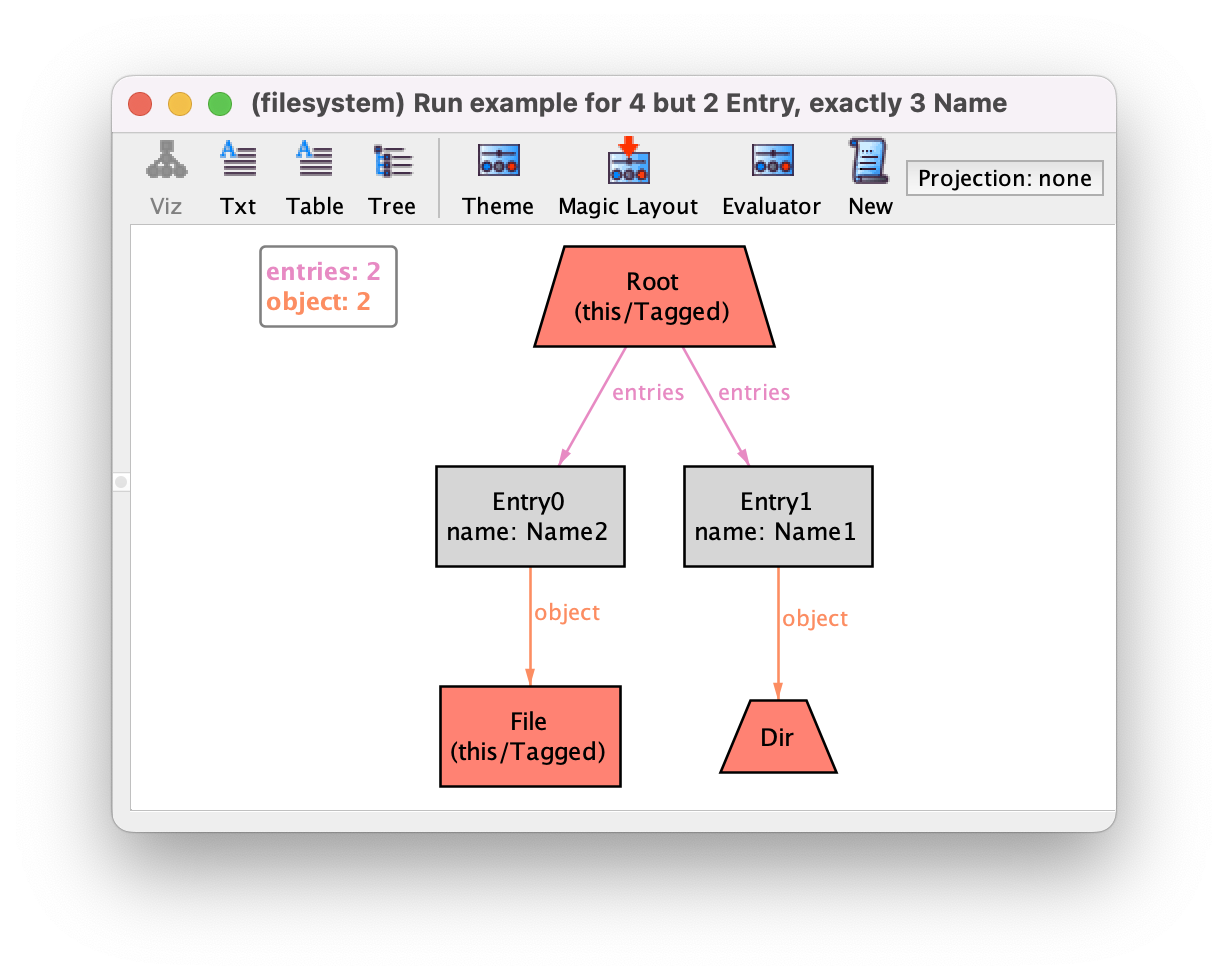 (filesystem) Run example for 4 but 2 Entry, exactly 3 Name
Viz Txt Table Tree Theme Magic Layout Evaluator New Projection: none
entries: 2
object: 2
Root
(this/Tagged)
entries entries
Entry0
name: Name2
Entry1
name: Name1
object object
File
(this/Tagged)
Dir